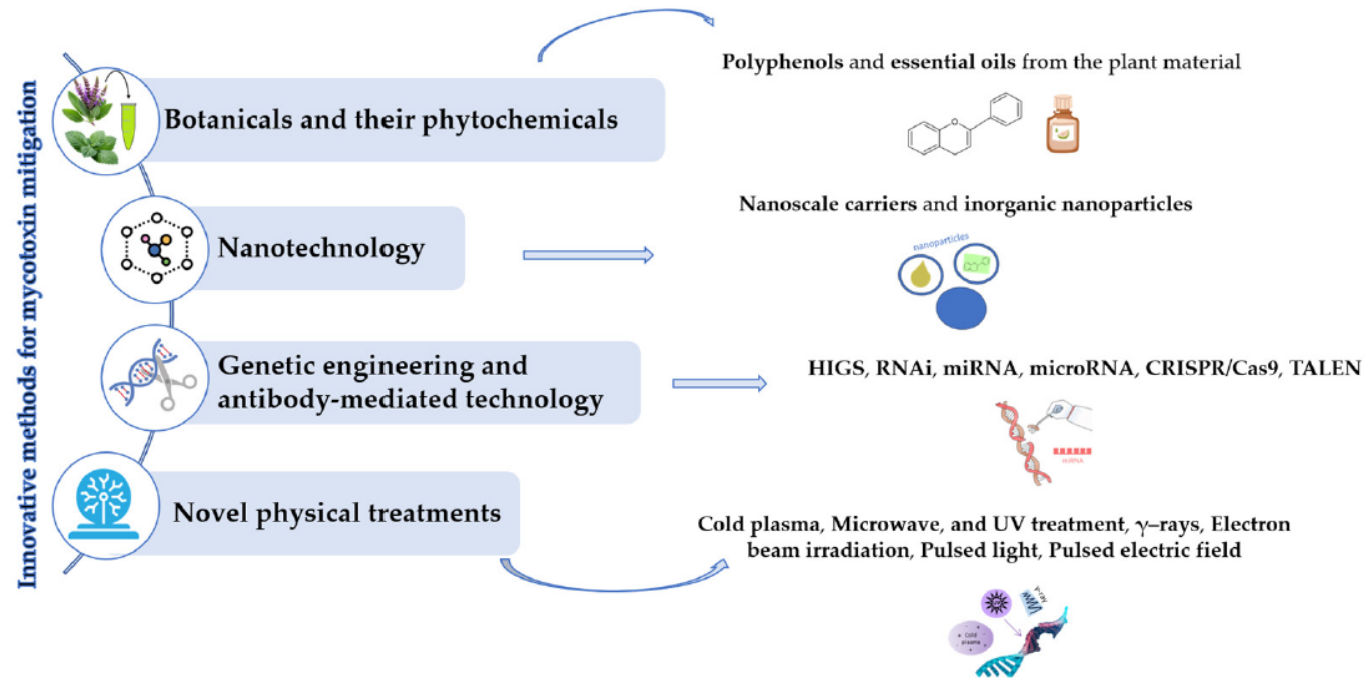 Innovative methods for mycotoxin mitigation
Botanicals and their phytochemicals
Polyphenols and essential oils from the plant material
O
Nanotechnology
Nanoscale carriers and inorganic nanoparticles
nanoparticles
Genetic engineering and
antibody-mediated technology
HIGS, RNAi, miRNA, microRNA, CRISPR/Cas9, TALEN
Novel physical treatments
Cold plasma, Microwave, and UV treatment, γ–rays, Electron
beam irradiation, Pulsed light, Pulsed electric field
Cold
plasma